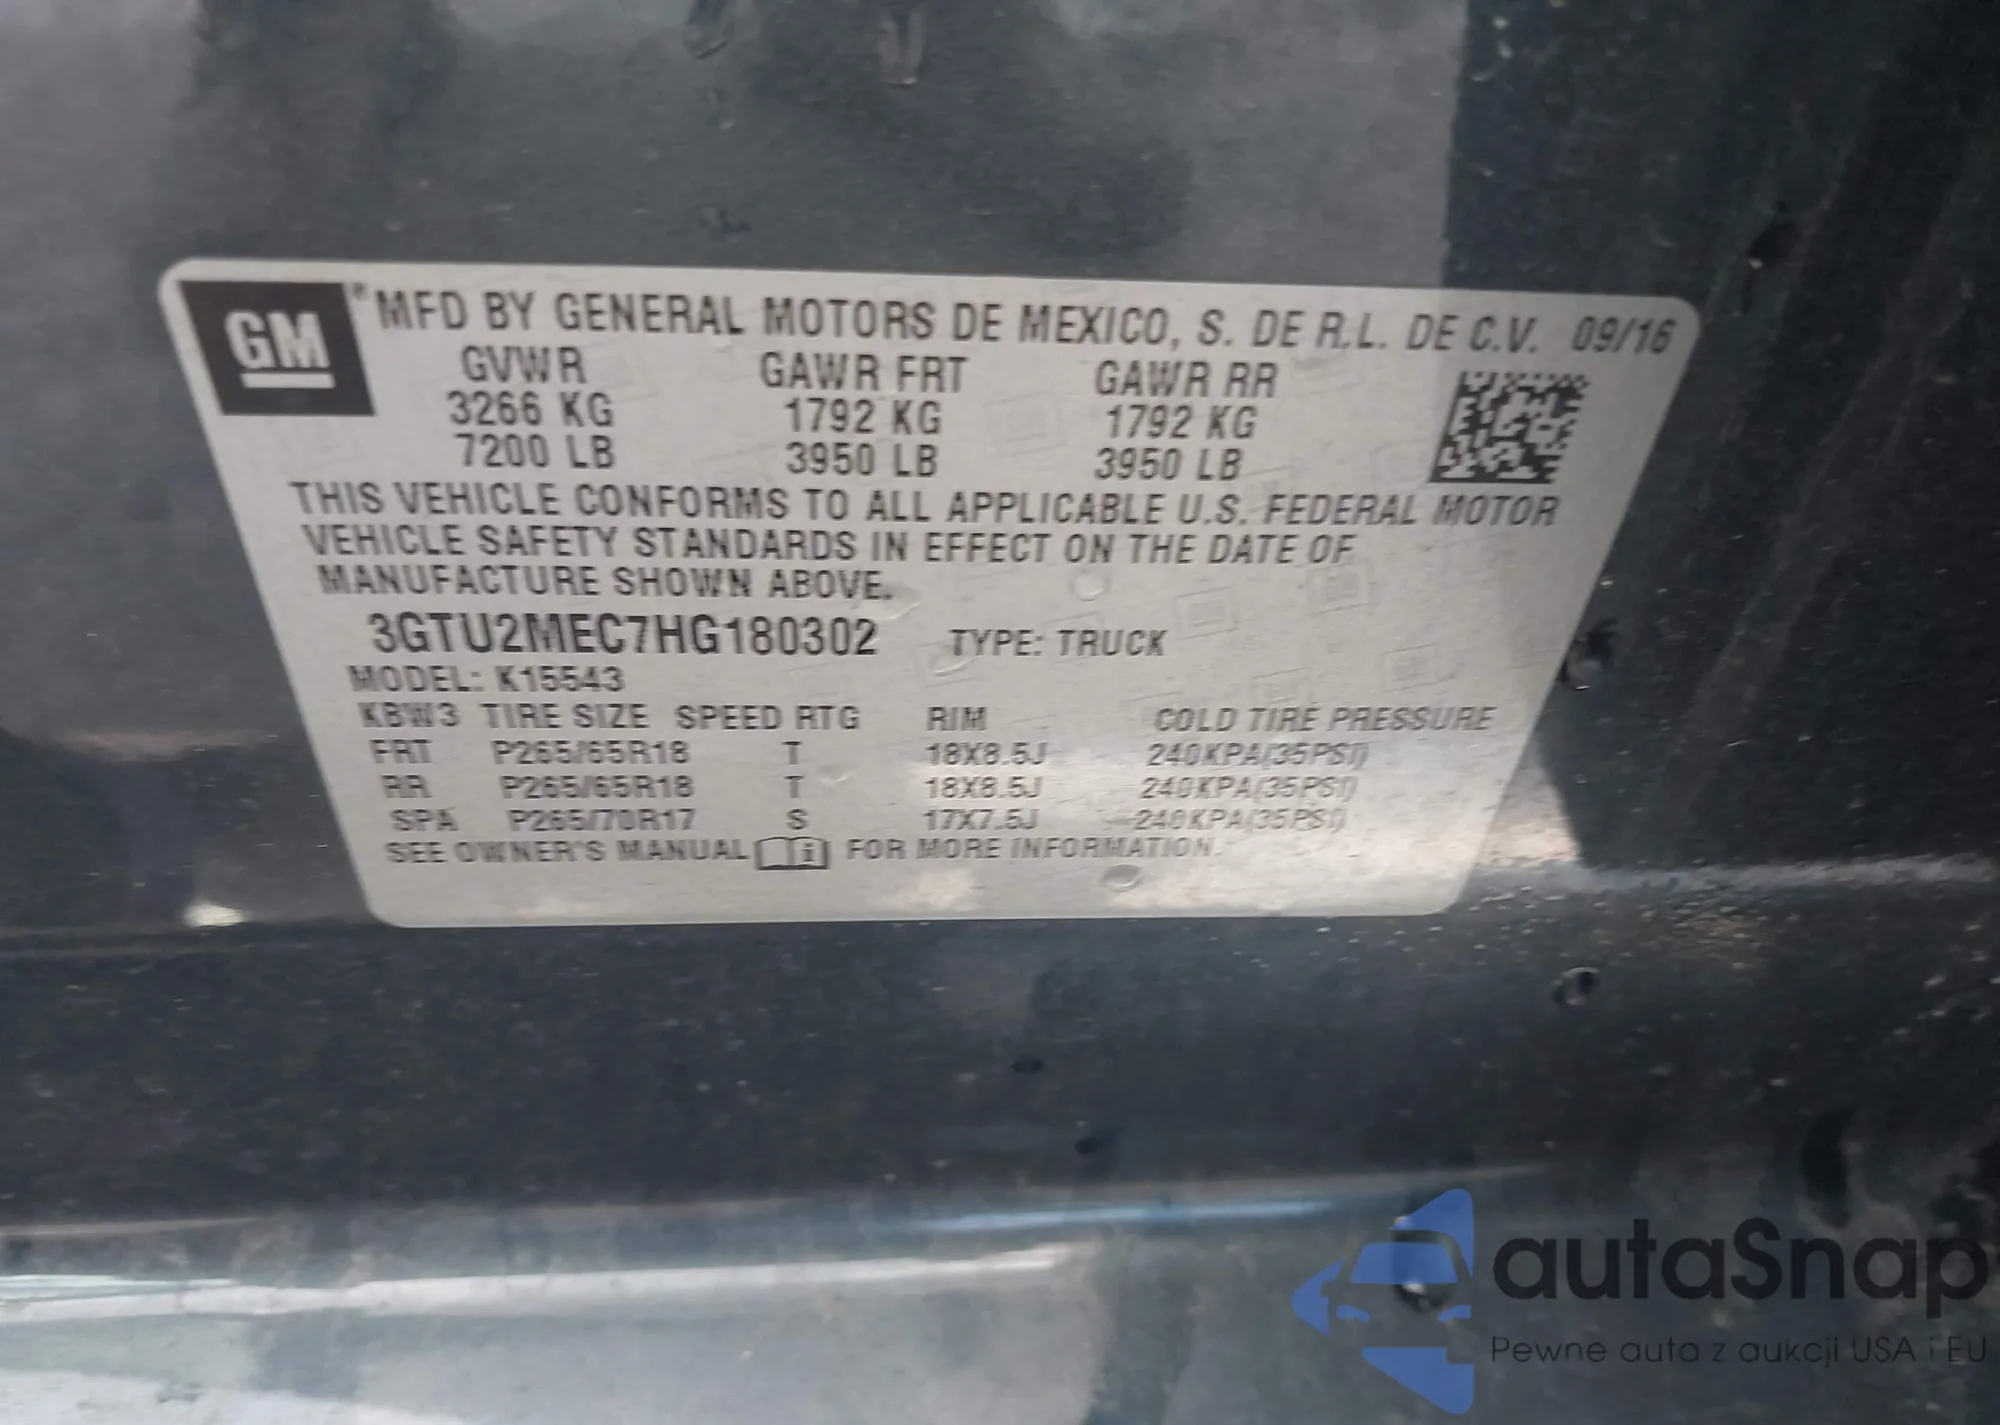 GM ® MFD BY GENERAL MOTORS DE MEXICO, S. DE R.L. DE C.V. 09/16
GVWR GAWR FRT GAWR RR
3266 KG 1792 KG 1792 KG
7200 LB 3950 LB 3950 LB
THIS VEHICLE CONFORMS TO ALL APPLICABLE U.S. FEDERAL MOTOR
VEHICLE SAFETY STANDARDS IN EFFECT ON THE DATE OF
MANUFACTURE SHOWN ABOVE.
3GTU2MEC7HG180302 TYPE: TRUCK
MODEL: K15543
KBW3 TIRE SIZE SPEED RTG RIM COLD TIRE PRESSURE
FRT P265/65R18 T 18X8.5J 240KPA(35PSI)
RR P265/65R18 T 18X8.5J 240KPA(35PSI)
SPA P265/70R17 S 17X7.5J 240KPA(35PSI)
SEE OWNER'S MANUAL i FOR MORE INFORMATION.
autaSnap
Pewne auta z aukcji USA i EU